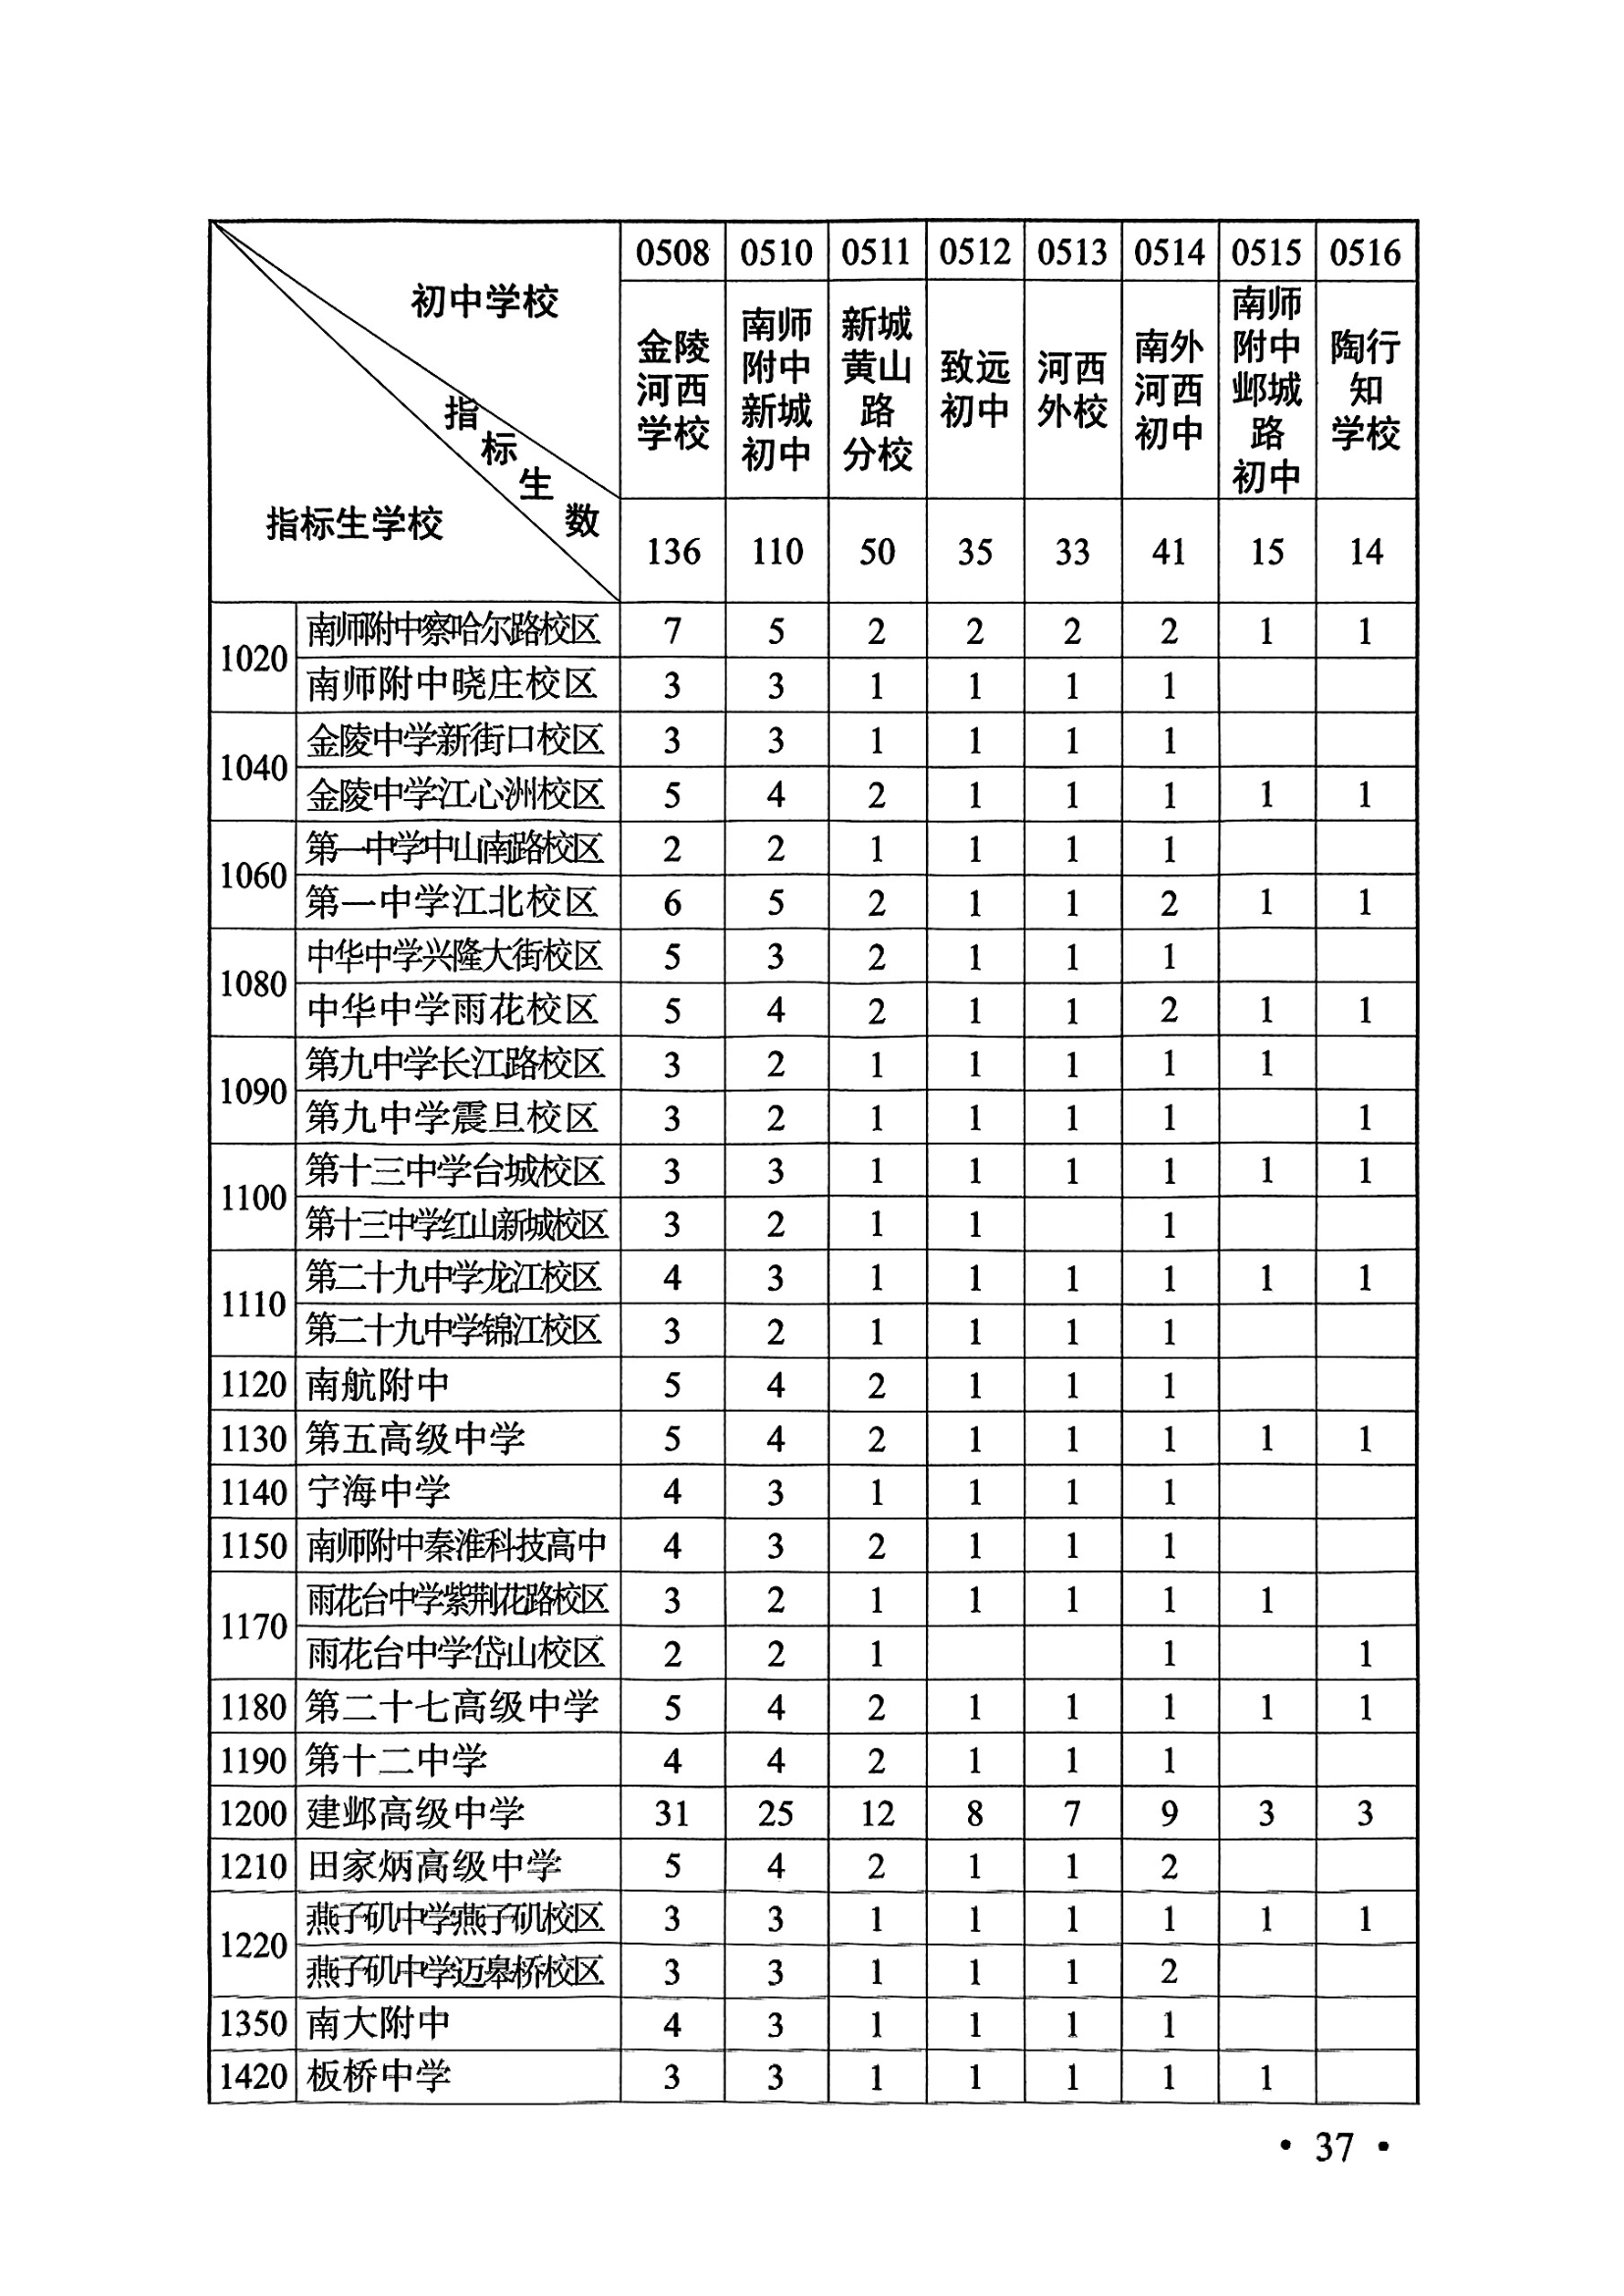 初中学校
指标生数
指标生学校
0508 0510 0511 0512 0513 0514 0515 0516
金陵河西学校 南师附中新城初中 新城黄山路分校 致远初中 河西外校 南外河西初中 南师附中邺城路初中 陶行知学校
136 110 50 35 33 41 15 14
1020 南师附中察哈尔路校区 7 5 2 2 2 2 1 1
南师附中晓庄校区 3 3 1 1 1 1
1040 金陵中学新街口校区 3 3 1 1 1 1
金陵中学江心洲校区 5 4 2 1 1 1 1 1
1060 第一中学中山南路校区 2 2 1 1 1 1
第一中学江北校区 6 5 2 1 1 2 1 1
1080 中华中学兴隆大街校区 5 3 2 1 1 1
中华中学雨花校区 5 4 2 1 1 2 1 1
1090 第九中学长江路校区 3 2 1 1 1 1 1
第九中学震旦校区 3 2 1 1 1 1 1
1100 第十三中学台城校区 3 3 1 1 1 1 1 1
第十三中学红山新城校区 3 2 1 1 1
1110 第二十九中学龙江校区 4 3 1 1 1 1 1 1
第二十九中学锦江校区 3 2 1 1 1 1
1120 南航附中 5 4 2 1 1 1
1130 第五高级中学 5 4 2 1 1 1 1 1
1140 宁海中学 4 3 1 1 1 1
1150 南师附中秦淮科技高中 4 3 2 1 1 1
1170 雨花台中学紫荆花路校区 3 2 1 1 1 1 1
雨花台中学岱山校区 2 2 1 1 1
1180 第二十七高级中学 5 4 2 1 1 1 1 1
1190 第十二中学 4 4 2 1 1 1
1200 建邺高级中学 31 25 12 8 7 9 3 3
1210 田家炳高级中学 5 4 2 1 1 2
1220 燕子矶中学燕子矶校区 3 3 1 1 1 1 1 1
燕子矶中学迈皋桥校区 3 3 1 1 1 2
1350 南大附中 4 3 1 1 1 1
1420 板桥中学 3 3 1 1 1 1 1
· 37 ·